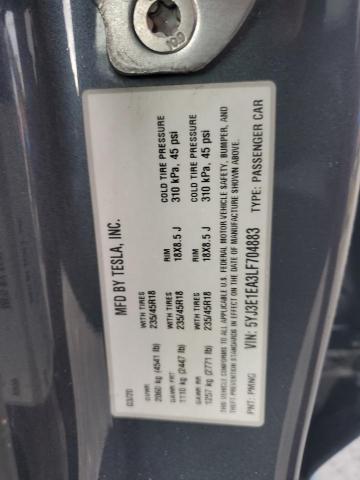 MFD BY TESLA, INC.
03/20
GVWR
2060 kg (4541 lb)
GAWR FRT WITH TIRES RIM COLD TIRE PRESSURE
1110 kg (2447 lb) 235/45R18 18X8.5 J 310 kPa, 45 psi
GAWR RR WITH TIRES RIM COLD TIRE PRESSURE
1257 kg (2771 lb) 235/45R18 18X8.5 J 310 kPa, 45 psi
THIS VEHICLE CONFORMS TO ALL APPLICABLE U.S. FEDERAL MOTOR VEHICLE SAFETY, BUMPER, AND
THEFT PREVENTION STANDARDS IN EFFECT ON THE DATE OF MANUFACTURE SHOWN ABOVE.
VIN: 5YJ3E1EA3LF704883 TYPE: PASSENGER CAR
PNT: PMNG